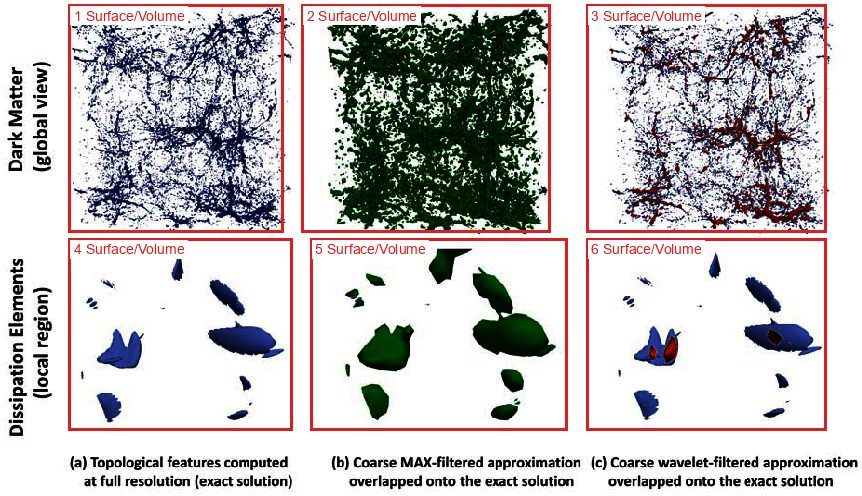 1 Surface/Volume
2 Surface/Volume
3 Surface/Volume
Dark Matter
(global view)
4 Surface/Volume
5 Surface/Volume
6 Surface/Volume
Dissipation Elements
(local region)
(a) Topological features computed
at full resolution (exact solution)
(b) Coarse MAX-filtered approximation
overlapped onto the exact solution
(c) Coarse wavelet-filtered approximation
overlapped onto the exact solution